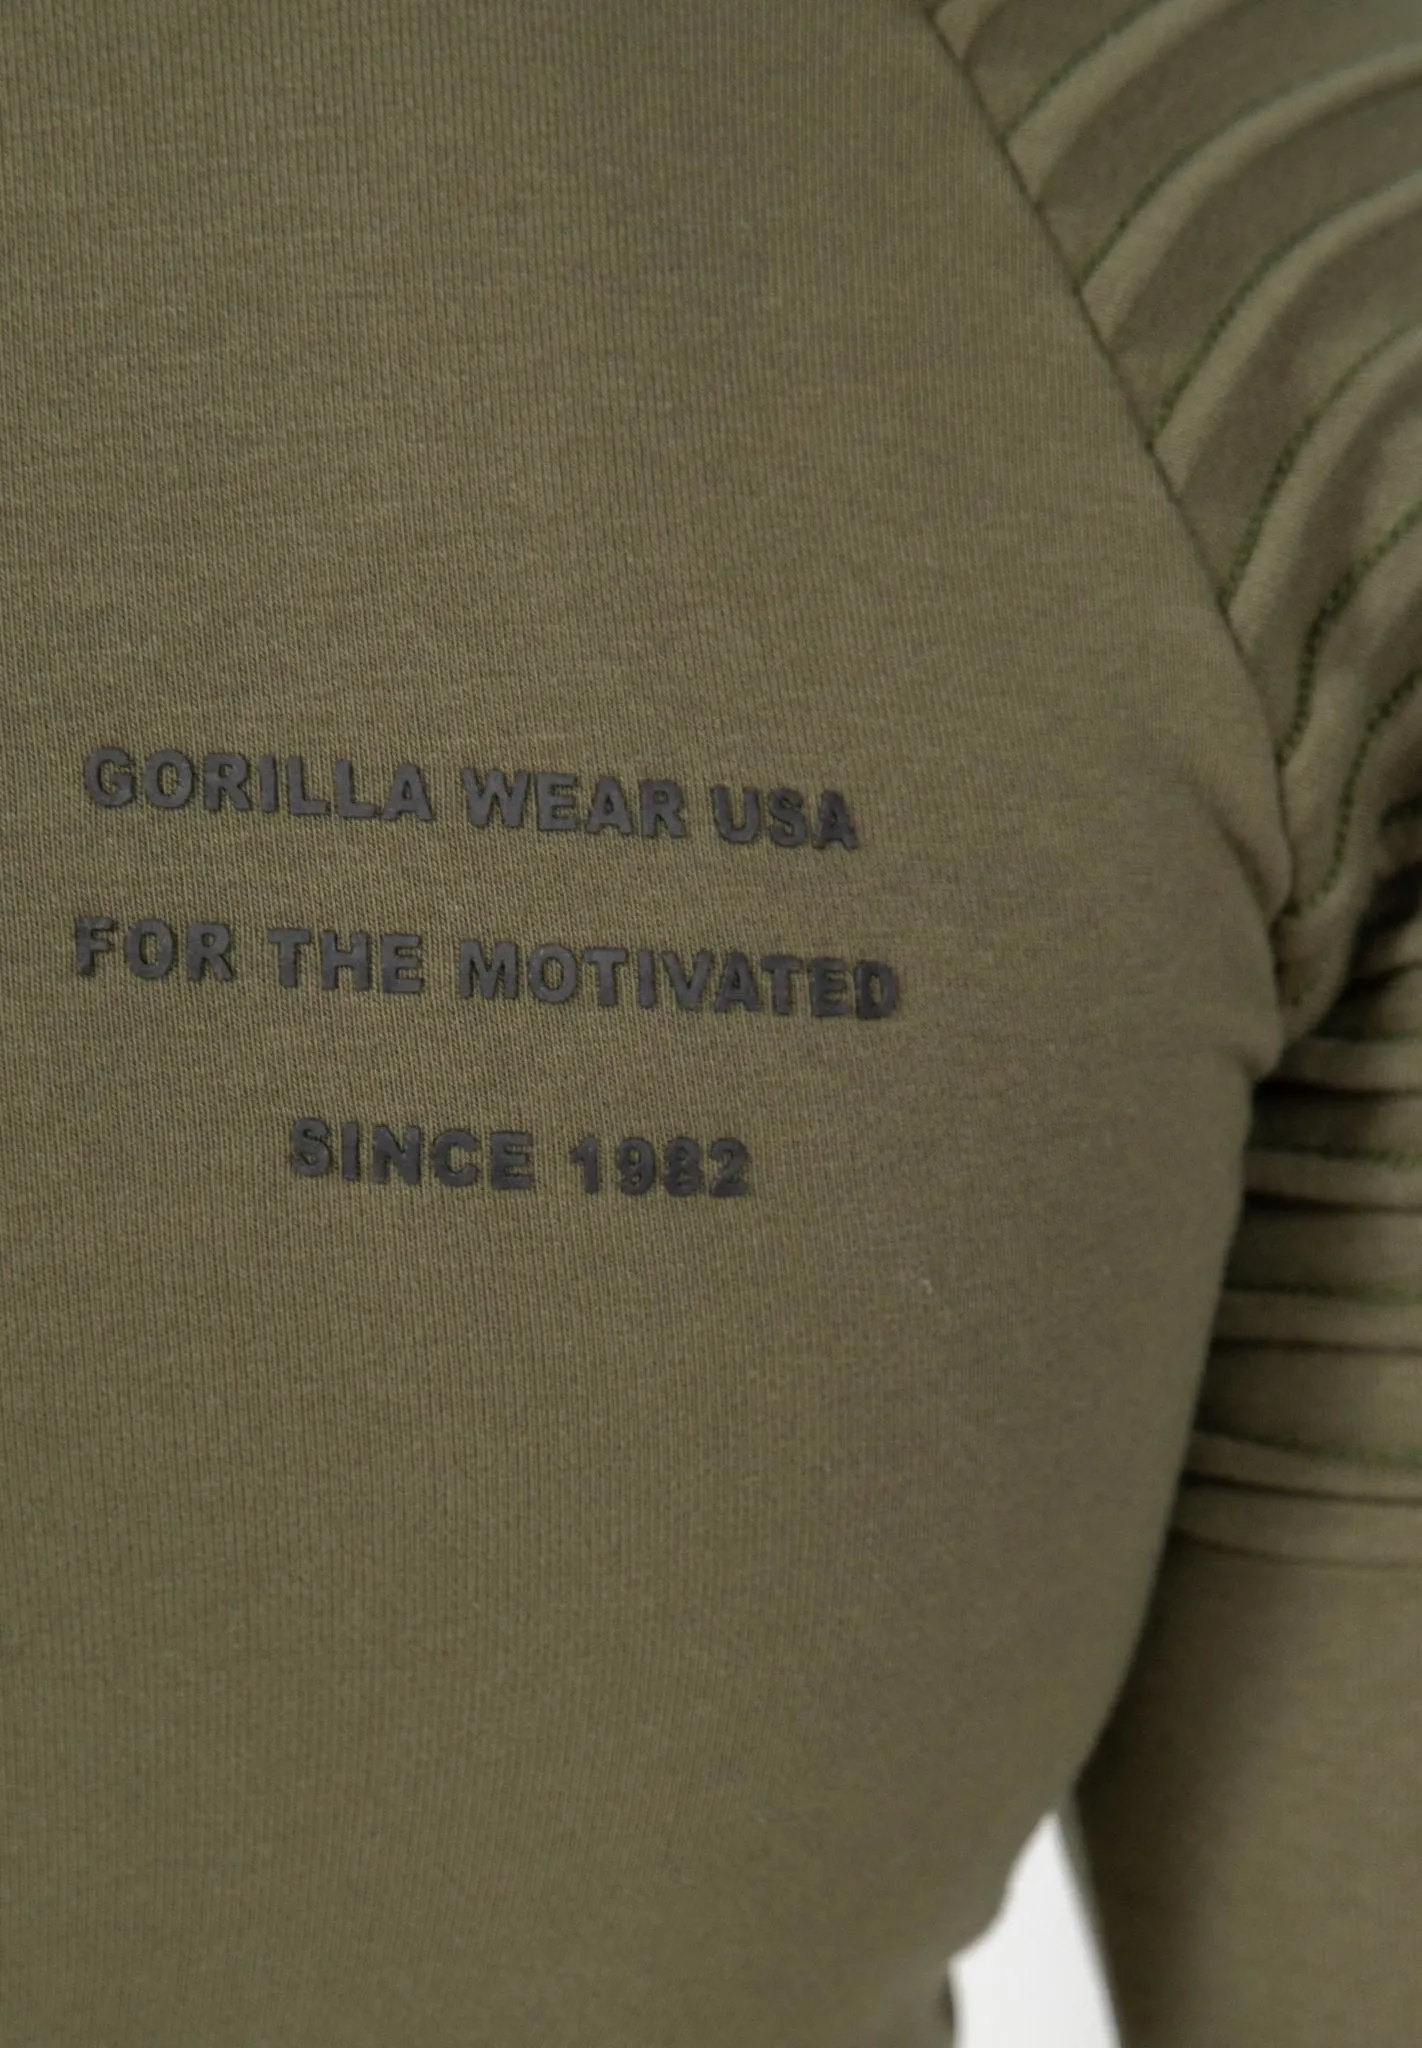 GORILLA WEAR USA
FOR THE MOTIVATED
SINCE 1982